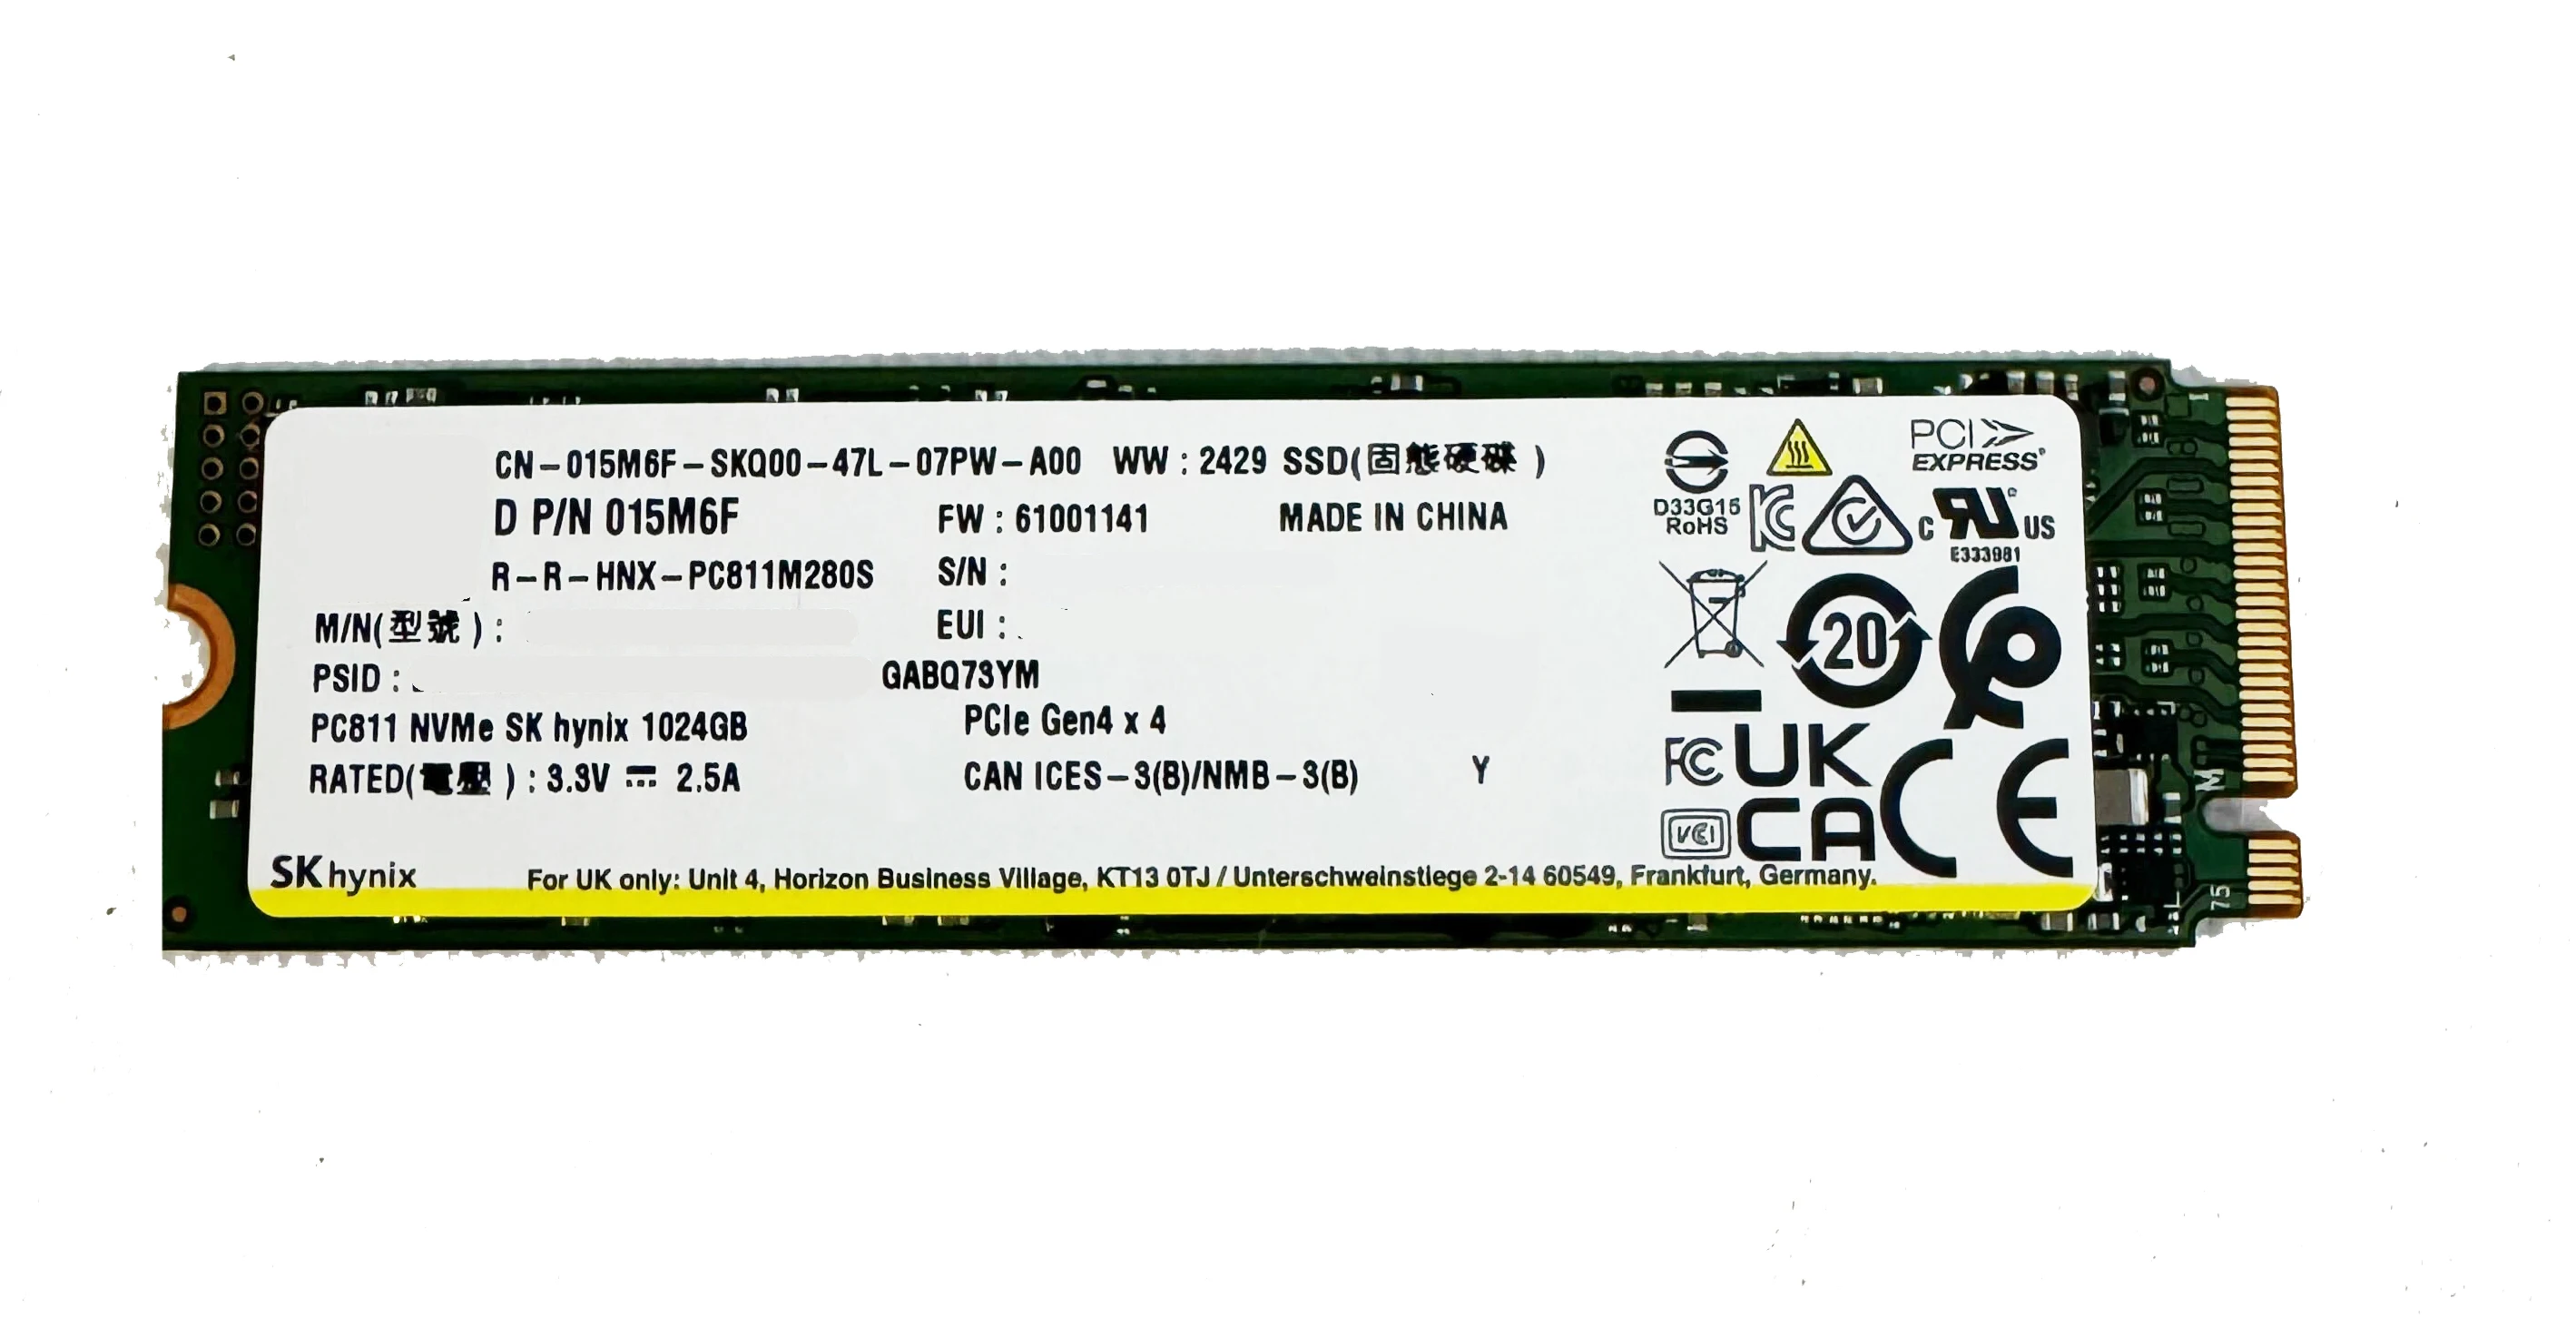 CN-015M6F-SKQ00-47L-07PW-A00 WW : 2429 SSD(固態硬碟)
D P/N 015M6F FW : 61001141 MADE IN CHINA
R-R-HNX-PC811M280S S/N :
M/N(型號) : EUI :
PSID : GABQ73YM
PC811 NVMe SK hynix 1024GB PCIe Gen4 x 4
RATED(電壓) : 3.3V ⎓ 2.5A CAN ICES-3(B)/NMB-3(B) Y
SK hynix For UK only: Unit 4, Horizon Business Village, KT13 0TJ / Unterschweinstiege 2-14 60549, Frankfurt, Germany.
PCI EXPRESS®
D33G15
RoHS
C US
E333981
20
FC
UK
CA
CE
VCI
M
75